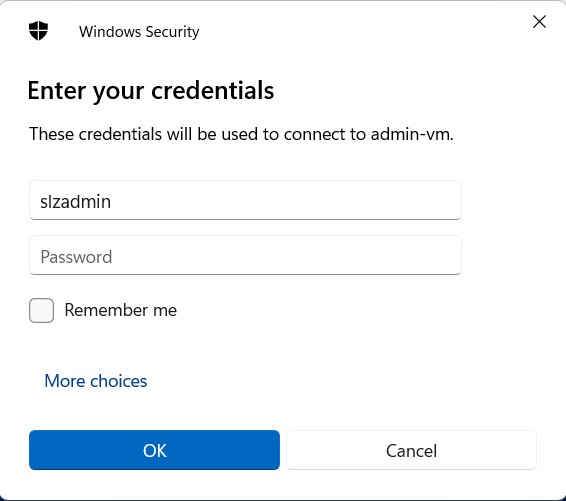 Windows Security
Enter your credentials
These credentials will be used to connect to admin-vm.
slzadmin
Password
Remember me
More choices
OK
Cancel